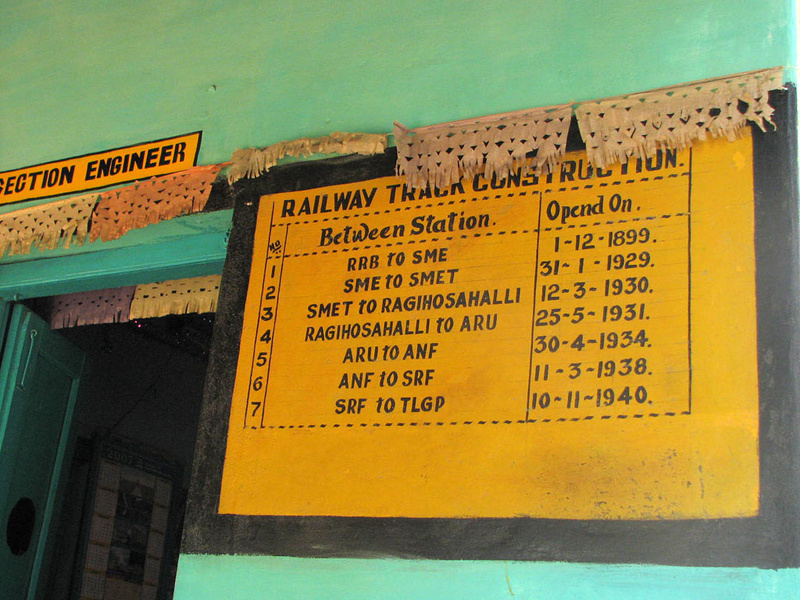 SECTION ENGINEER
RAILWAY TRACK CONSTRUCTION.
No. Between Station. Opend On.
1 RRB to SME 1-12-1899.
2 SME to SMET 31-1-1929.
3 SMET to RAGIHOSAHALLI 12-3-1930.
4 RAGIHOSAHALLI to ARU 25-5-1931.
5 ARU to ANF 30-4-1934.
6 ANF to SRF 11-3-1938.
7 SRF to TLGP 10-11-1940.